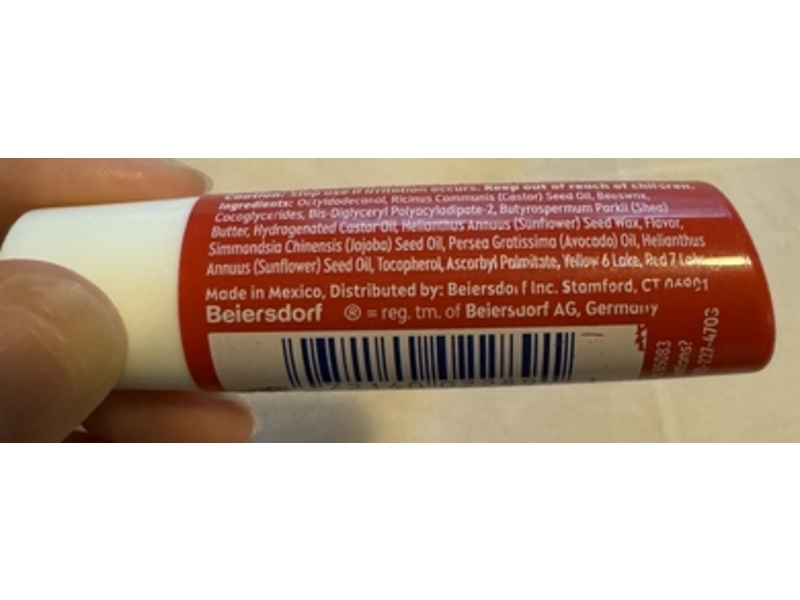 Caution: Stop use if irritation occurs. Keep out of reach of children.
Ingredients: Octyldodecanol, Ricinus Communis (Castor) Seed Oil, Beeswax,
Cocoglycerides, Bis-Diglyceryl Polyacyladipate-2, Butyrospermum Parkii (Shea)
Butter, Hydrogenated Castor Oil, Helianthus Annuus (Sunflower) Seed Wax, Flavor,
Simmondsia Chinensis (Jojoba) Seed Oil, Persea Gratissima (Avocado) Oil, Helianthus
Annuus (Sunflower) Seed Oil, Tocopherol, Ascorbyl Palmitate, Yellow 6 Lake, Red 7 Lake
Made in Mexico, Distributed by: Beiersdorf Inc. Stamford, CT 06901
Beiersdorf ® = reg. tm. of Beiersdorf AG, Germany
227-4703